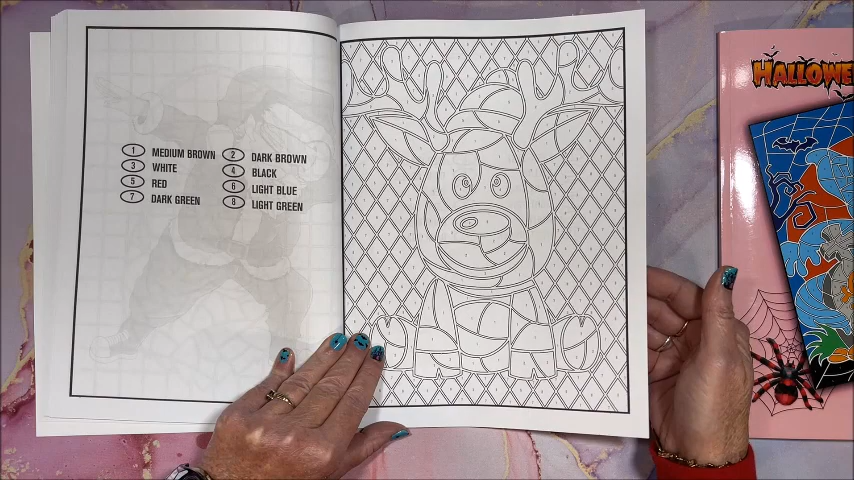 1 MEDIUM BROWN 2 DARK BROWN
3 WHITE 4 BLACK
5 RED 6 LIGHT BLUE
7 DARK GREEN 8 LIGHT GREEN
HALLOWE